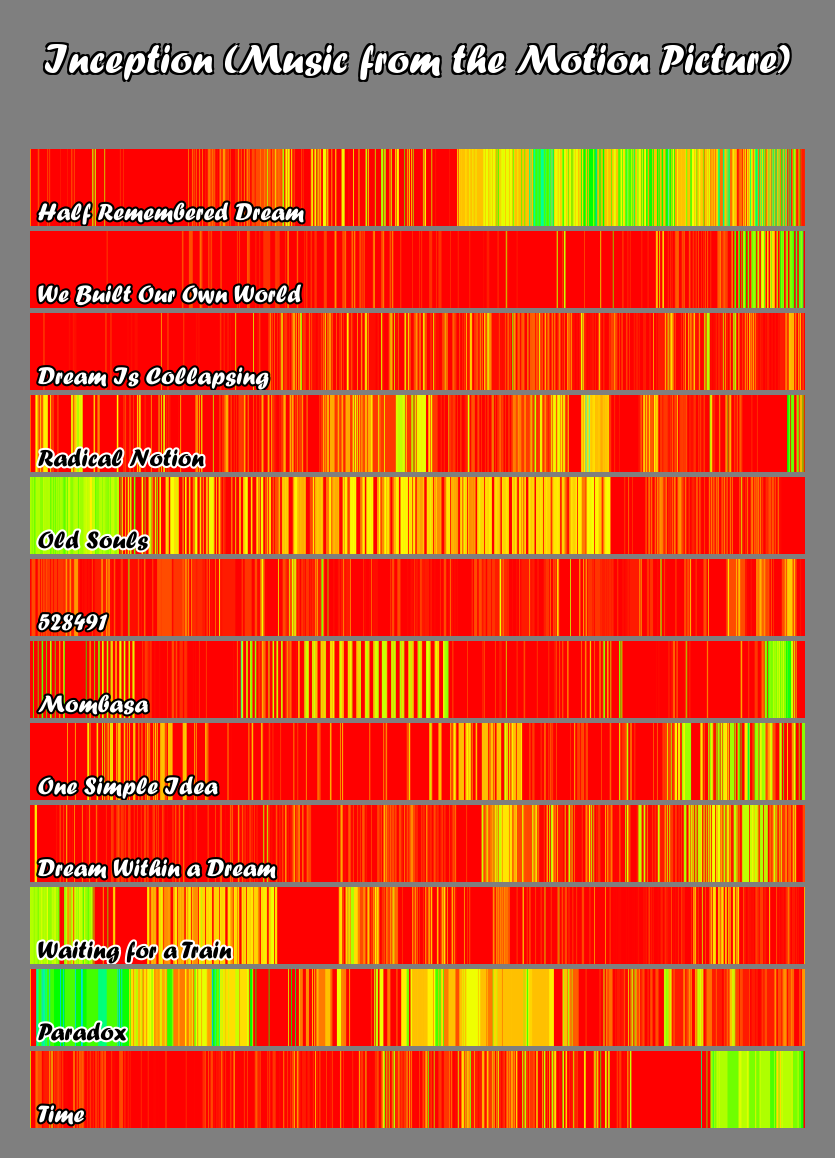 Inception (Music from the Motion Picture)
Half Remembered Dream
We Built Our Own World
Dream Is Collapsing
Radical Notion
Old Souls
528491
Mombasa
One Simple Idea
Dream Within a Dream
Waiting for a Train
Paradox
Time